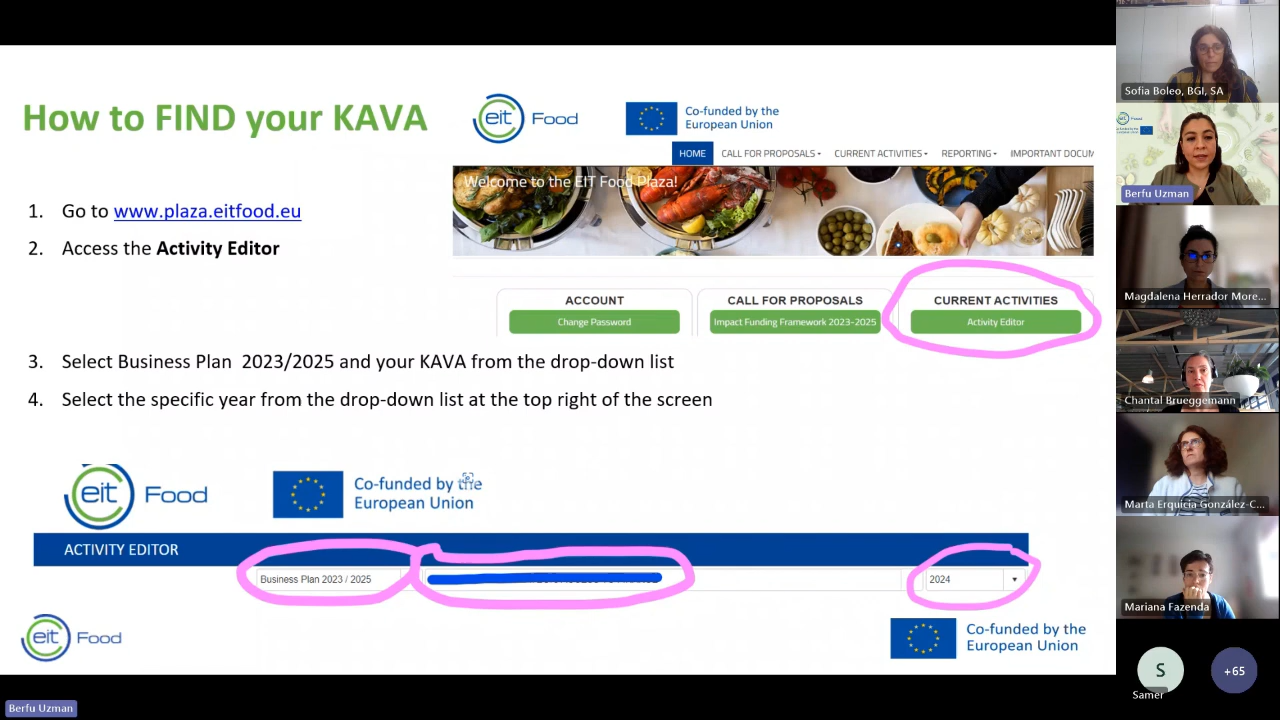 How to FIND your KAVA
eit Food
Co-funded by the
European Union
HOME CALL FOR PROPOSALS CURRENT ACTIVITIES REPORTING IMPORTANT DOCUM
Welcome to the EIT Food Plaza!
1. Go to www.plaza.eitfood.eu
2. Access the Activity Editor
ACCOUNT
Change Password
CALL FOR PROPOSALS
Impact Funding Framework 2023-2025
CURRENT ACTIVITIES
Activity Editor
3. Select Business Plan 2023/2025 and your KAVA from the drop-down list
4. Select the specific year from the drop-down list at the top right of the screen
eit Food
Co-funded by the
European Union
ACTIVITY EDITOR
Business Plan 2023 / 2025
2024
eit Food
Co-funded by the
European Union
Berfu Uzman
Sofia Boleo, BGI, SA
Berfu Uzman
Magdalena Herrador More...
Chantal Brueggemann
Marta Erquicia González-C...
Mariana Fazenda
S
Samer
+65